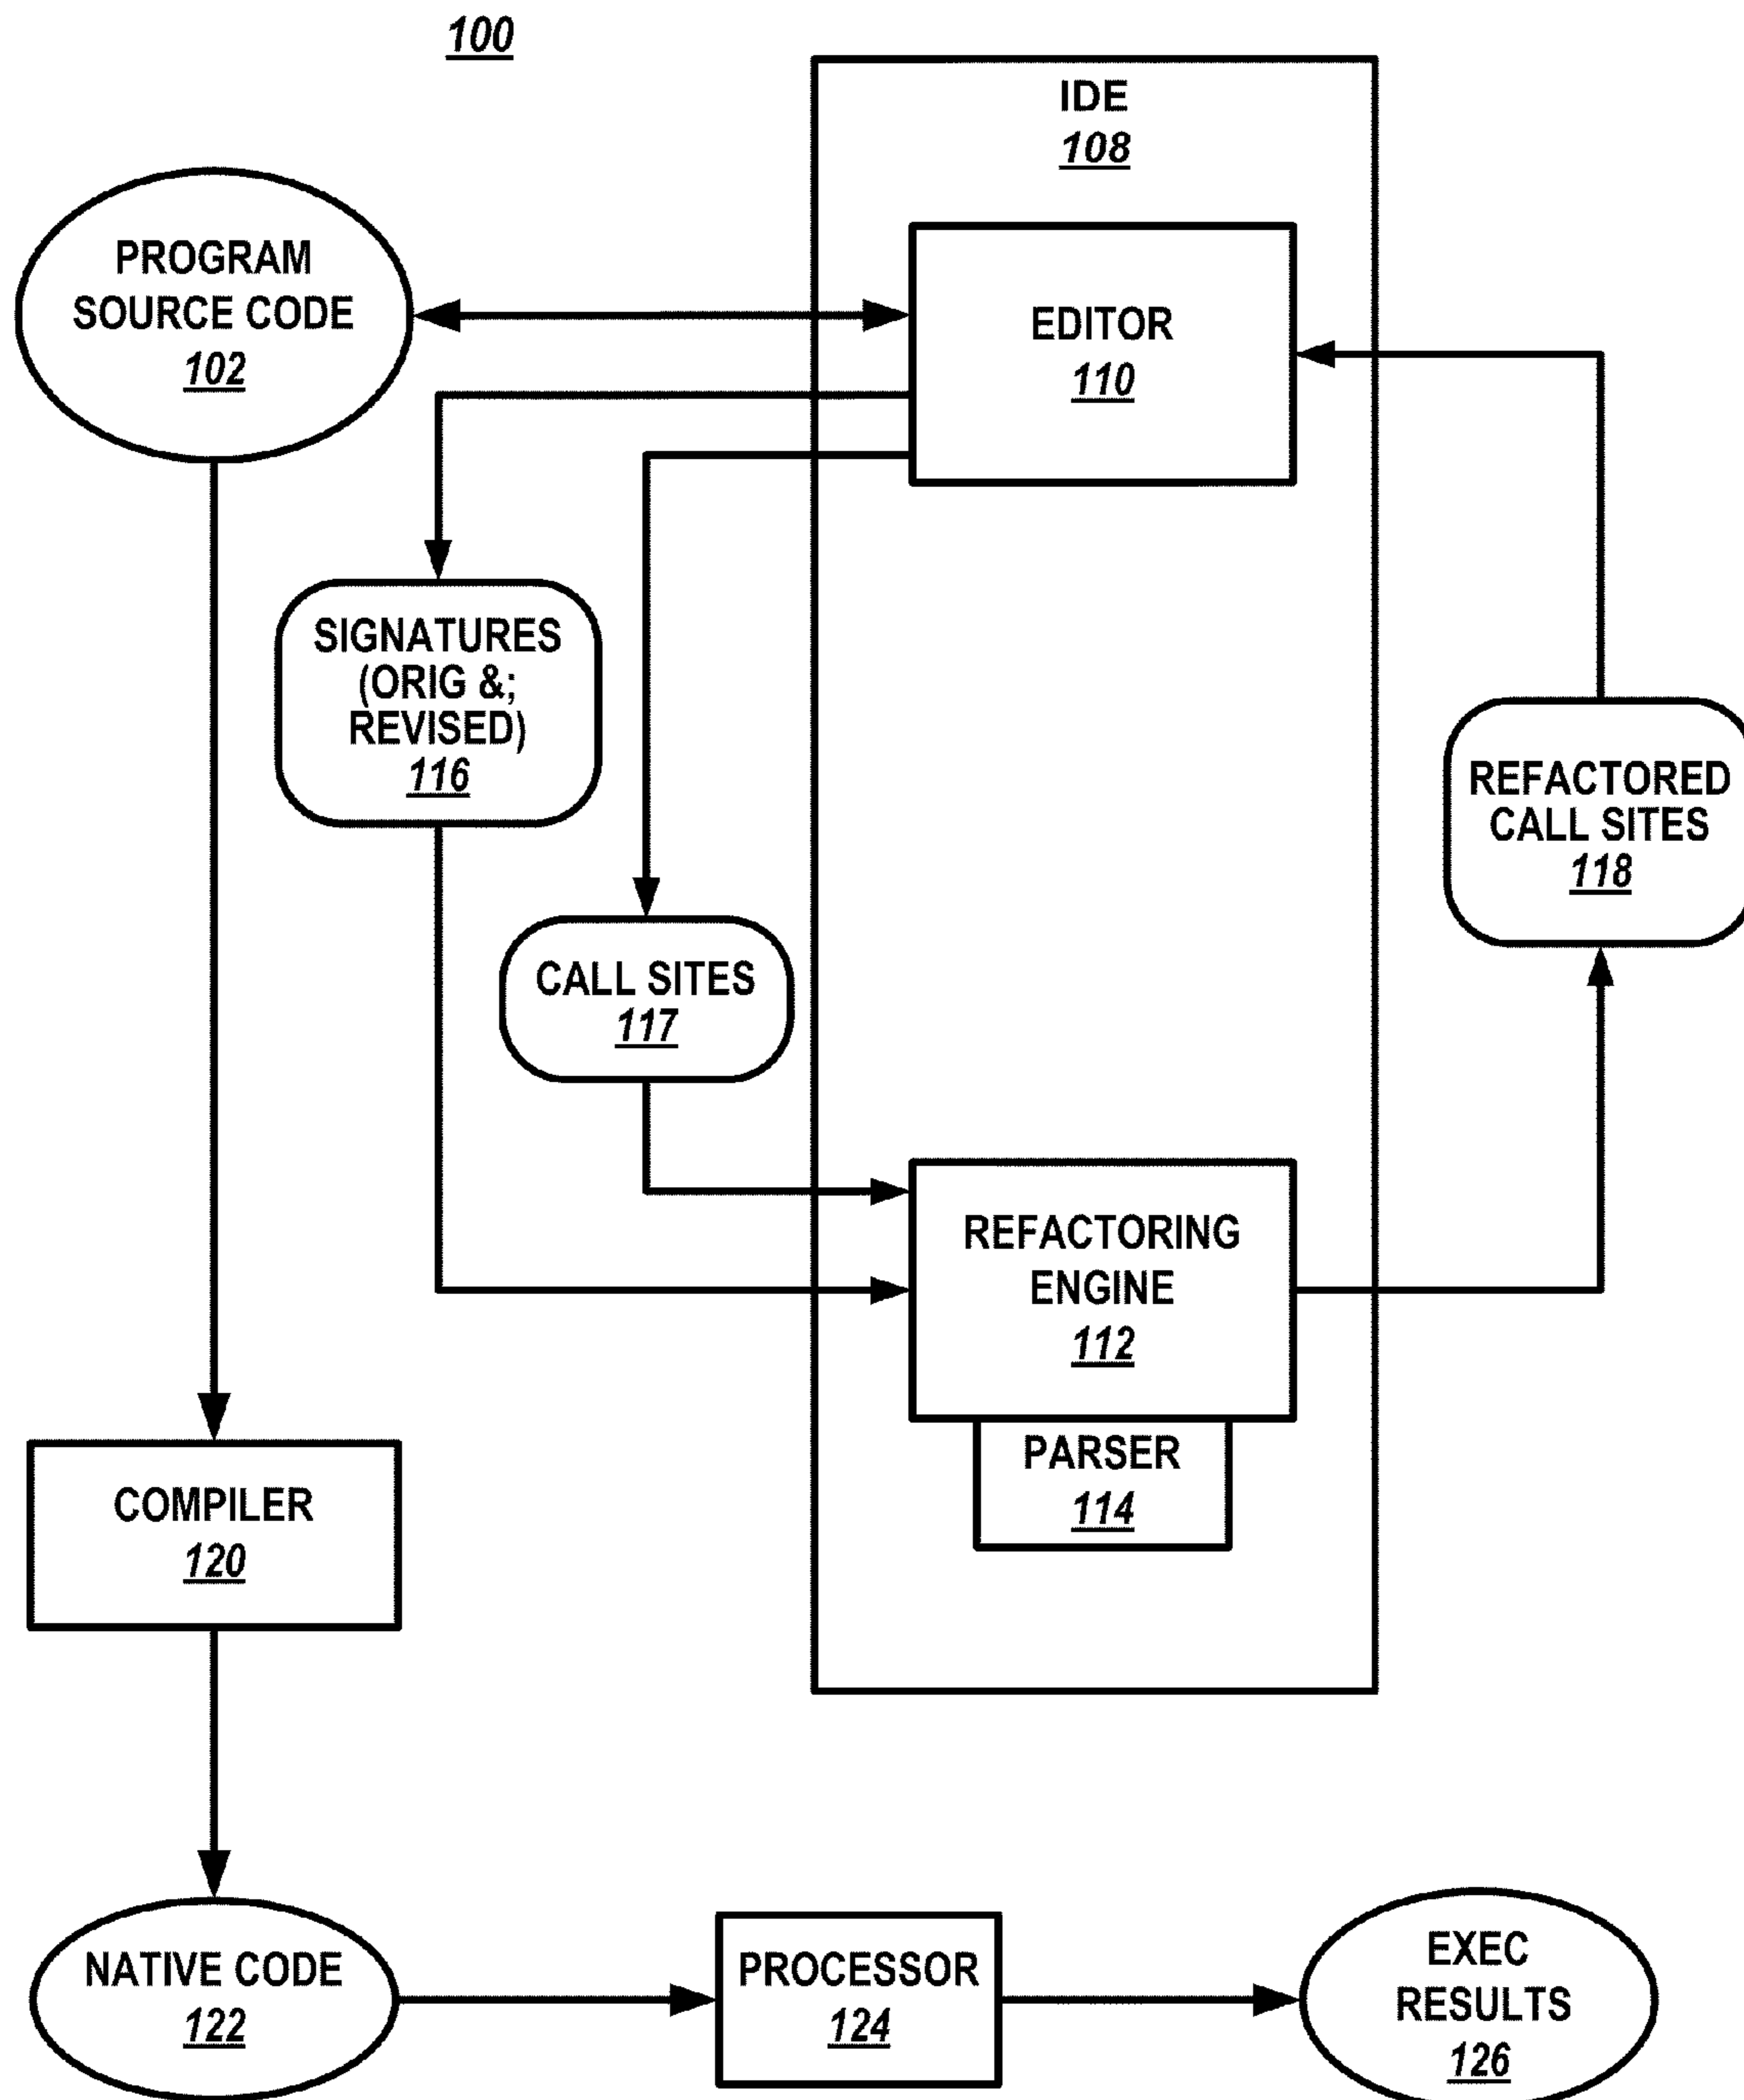 100
IDE
108
PROGRAM
SOURCE CODE
102
EDITOR
110
SIGNATURES
(ORIG &;
REVISED)
116
REFACTORED
CALL SITES
118
CALL SITES
117
REFACTORING
ENGINE
112
PARSER
114
COMPILER
120
NATIVE CODE
122
PROCESSOR
124
EXEC
RESULTS
126